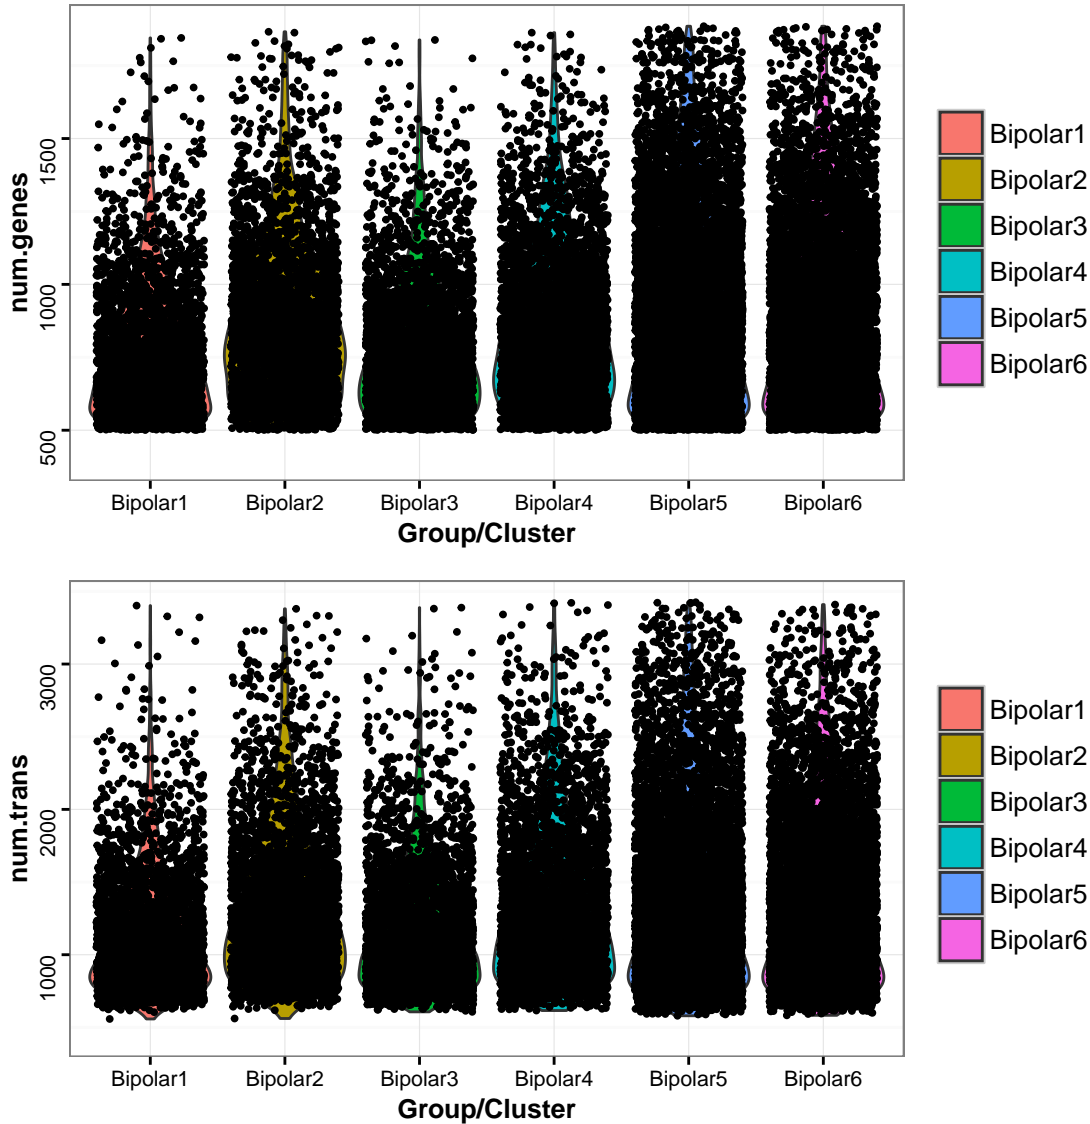 num.genes
1500
1000
500
Bipolar1 Bipolar2 Bipolar3 Bipolar4 Bipolar5 Bipolar6
Group/Cluster
Bipolar1
Bipolar2
Bipolar3
Bipolar4
Bipolar5
Bipolar6
num.trans
3000
2000
1000
Bipolar1 Bipolar2 Bipolar3 Bipolar4 Bipolar5 Bipolar6
Group/Cluster
Bipolar1
Bipolar2
Bipolar3
Bipolar4
Bipolar5
Bipolar6